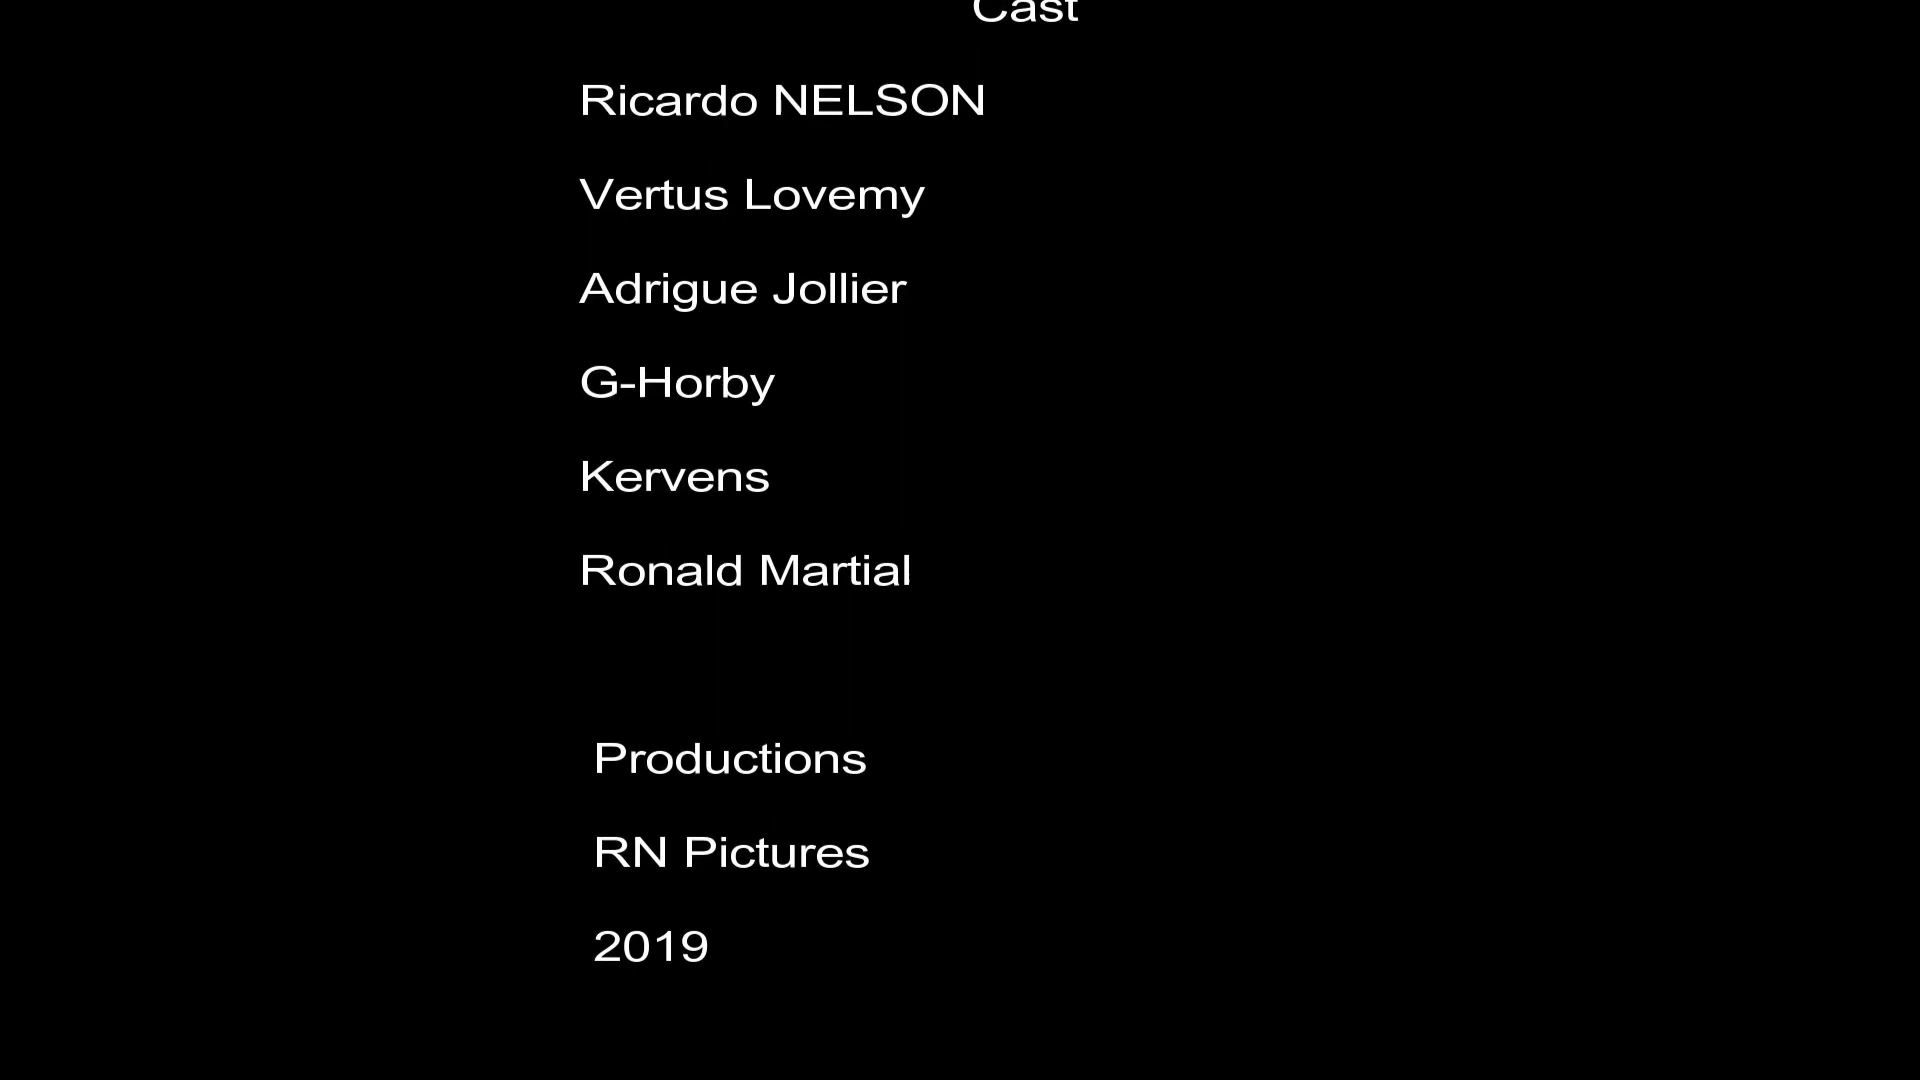 Cast
Ricardo NELSON
Vertus Lovemy
Adrigue Jollier
G-Horby
Kervens
Ronald Martial
Productions
RN Pictures
2019